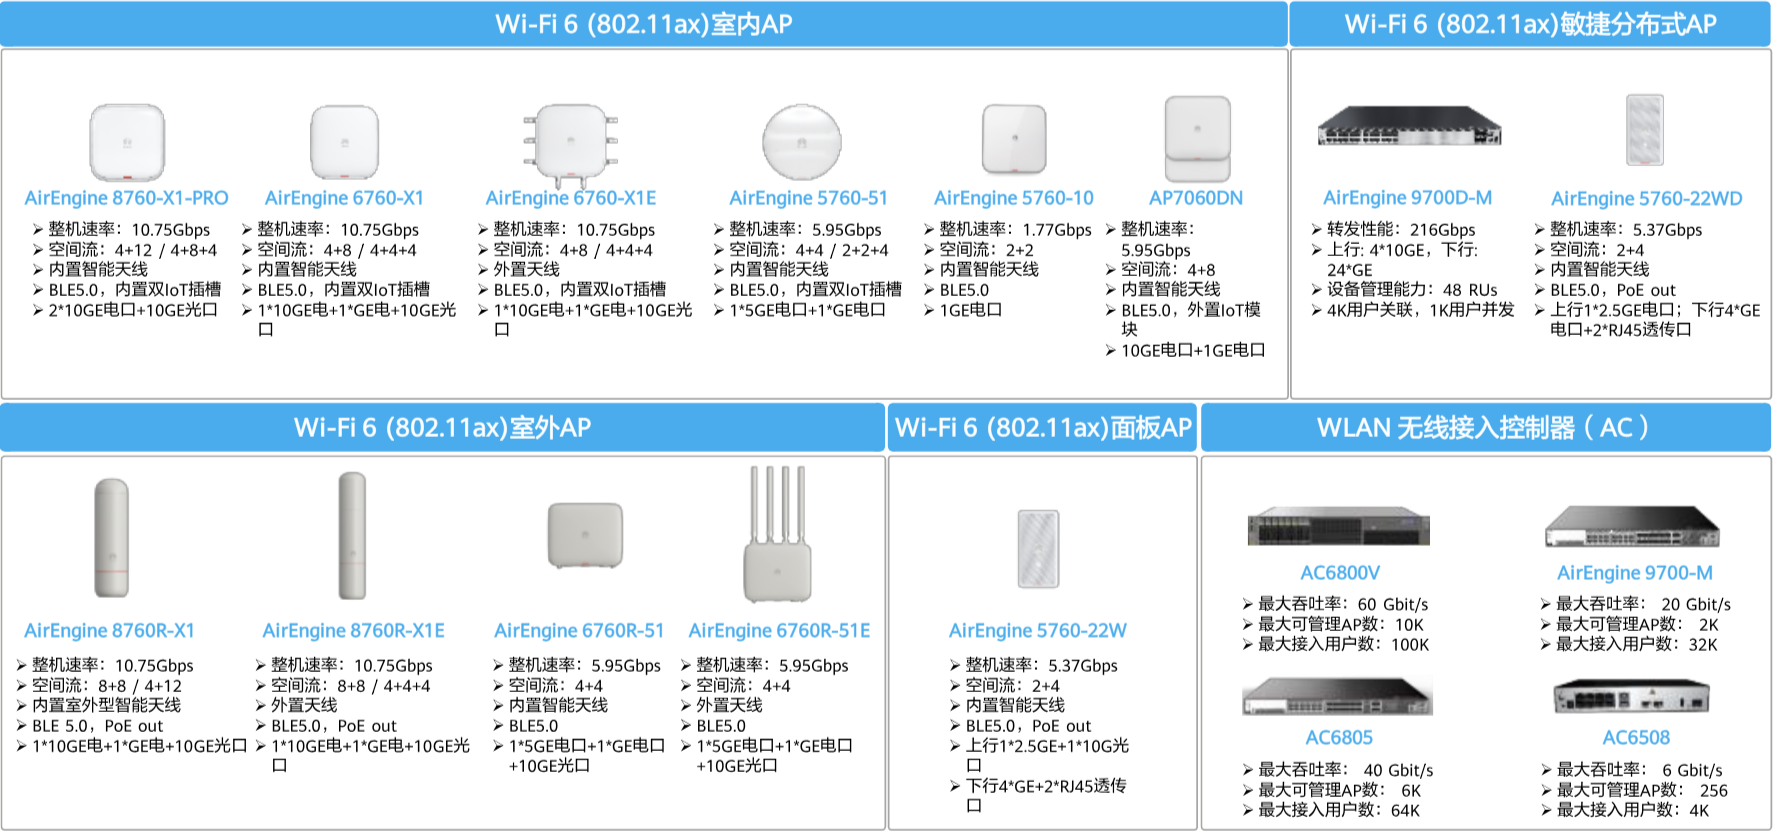 Wi-Fi 6 (802.11ax)室内AP
AirEngine 8760-X1-PRO
➢ 整机速率：10.75Gbps
➢ 空间流：4+12 / 4+8+4
➢ 内置智能天线
➢ BLE5.0，内置双IoT插槽
➢ 2*10GE电口+10GE光口
AirEngine 6760-X1
➢ 整机速率：10.75Gbps
➢ 空间流：4+8 / 4+4+4
➢ 内置智能天线
➢ BLE5.0，内置双IoT插槽
➢ 1*10GE电+1*GE电+10GE光
口
AirEngine 6760-X1E
➢ 整机速率：10.75Gbps
➢ 空间流：4+8 / 4+4+4
➢ 外置天线
➢ BLE5.0，内置双IoT插槽
➢ 1*10GE电+1*GE电+10GE光
口
AirEngine 5760-51
➢ 整机速率：5.95Gbps
➢ 空间流：4+4 / 2+2+4
➢ 内置智能天线
➢ BLE5.0，内置双IoT插槽
➢ 1*5GE电口+1*GE电口
AirEngine 5760-10
➢ 整机速率：1.77Gbps
➢ 空间流：2+2
➢ 内置智能天线
➢ BLE5.0
➢ 1GE电口
AP7060DN
➢ 整机速率：
5.95Gbps
➢ 空间流：4+8
➢ 内置智能天线
➢ BLE5.0，外置IoT模
块
➢ 10GE电口+1GE电口
Wi-Fi 6 (802.11ax)敏捷分布式AP
AirEngine 9700D-M
➢ 转发性能：216Gbps
➢ 上行: 4*10GE，下行:
24*GE
➢ 设备管理能力：48 RUs
➢ 4K用户关联，1K用户并发
AirEngine 5760-22WD
➢ 整机速率：5.37Gbps
➢ 空间流：2+4
➢ 内置智能天线
➢ BLE5.0，PoE out
➢ 上行1*2.5GE电口；下行4*GE
电口+2*RJ45透传口
Wi-Fi 6 (802.11ax)室外AP
AirEngine 8760R-X1
➢ 整机速率：10.75Gbps
➢ 空间流：8+8 / 4+12
➢ 内置室外型智能天线
➢ BLE 5.0，PoE out
➢ 1*10GE电+1*GE电+10GE光口
AirEngine 8760R-X1E
➢ 整机速率：10.75Gbps
➢ 空间流：8+8 / 4+4+4
➢ 外置天线
➢ BLE5.0，PoE out
➢ 1*10GE电+1*GE电+10GE光
口
AirEngine 6760R-51
➢ 整机速率：5.95Gbps
➢ 空间流：4+4
➢ 内置智能天线
➢ BLE5.0
➢ 1*5GE电口+1*GE电口
+10GE光口
AirEngine 6760R-51E
➢ 整机速率：5.95Gbps
➢ 空间流：4+4
➢ 外置天线
➢ BLE5.0
➢ 1*5GE电口+1*GE电口
+10GE光口
Wi-Fi 6 (802.11ax)面板AP
AirEngine 5760-22W
➢ 整机速率：5.37Gbps
➢ 空间流：2+4
➢ 内置智能天线
➢ BLE5.0，PoE out
➢ 上行1*2.5GE+1*10G光
口
➢ 下行4*GE+2*RJ45透传
口
WLAN 无线接入控制器（AC）
AC6800V
➢ 最大吞吐率：60 Gbit/s
➢ 最大可管理AP数：10K
➢ 最大接入用户数：100K
AirEngine 9700-M
➢ 最大吞吐率： 20 Gbit/s
➢ 最大可管理AP数： 2K
➢ 最大接入用户数：32K
AC6805
➢ 最大吞吐率： 40 Gbit/s
➢ 最大可管理AP数： 6K
➢ 最大接入用户数：64K
AC6508
➢ 最大吞吐率： 6 Gbit/s
➢ 最大可管理AP数： 256
➢ 最大接入用户数：4K